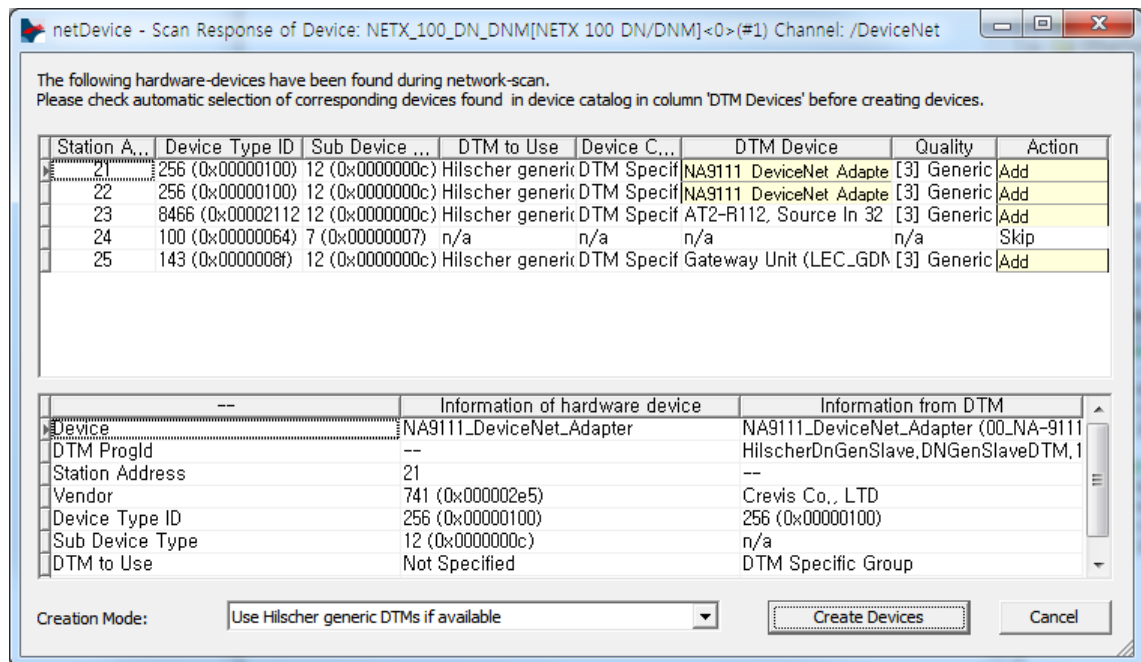 netDevice - Scan Response of Device: NETX_100_DN_DNM[NETX 100 DN/DNM]<0>(#1) Channel: /DeviceNet
The following hardware-devices have been found during network-scan.
Please check automatic selection of corresponding devices found in device catalog in column 'DTM Devices' before creating devices.
Station A... Device Type ID Sub Device ... DTM to Use Device C... DTM Device Quality Action
21 256 (0x00000100) 12 (0x0000000c) Hilscher generic DTM Specif NA9111_DeviceNet_Adapte [3] Generic Add
22 256 (0x00000100) 12 (0x0000000c) Hilscher generic DTM Specif NA9111_DeviceNet_Adapte [3] Generic Add
23 8466 (0x00002112 12 (0x0000000c) Hilscher generic DTM Specif AT2-R112, Source In 32 [3] Generic Add
24 100 (0x00000064) 7 (0x00000007) n/a n/a n/a n/a Skip
25 143 (0x0000008f) 12 (0x0000000c) Hilscher generic DTM Specif Gateway Unit (LEC_GDN [3] Generic Add
-- Information of hardware device Information from DTM
Device NA9111_DeviceNet_Adapter NA9111_DeviceNet_Adapter (00_NA-9111
DTM ProgId -- HilscherDnGenSlave.DNGenSlaveDTM.1
Station Address 21 --
Vendor 741 (0x000002e5) Crevis Co., LTD
Device Type ID 256 (0x00000100) 256 (0x00000100)
Sub Device Type 12 (0x0000000c) n/a
DTM to Use Not Specified DTM Specific Group
Creation Mode: Use Hilscher generic DTMs if available Create Devices Cancel